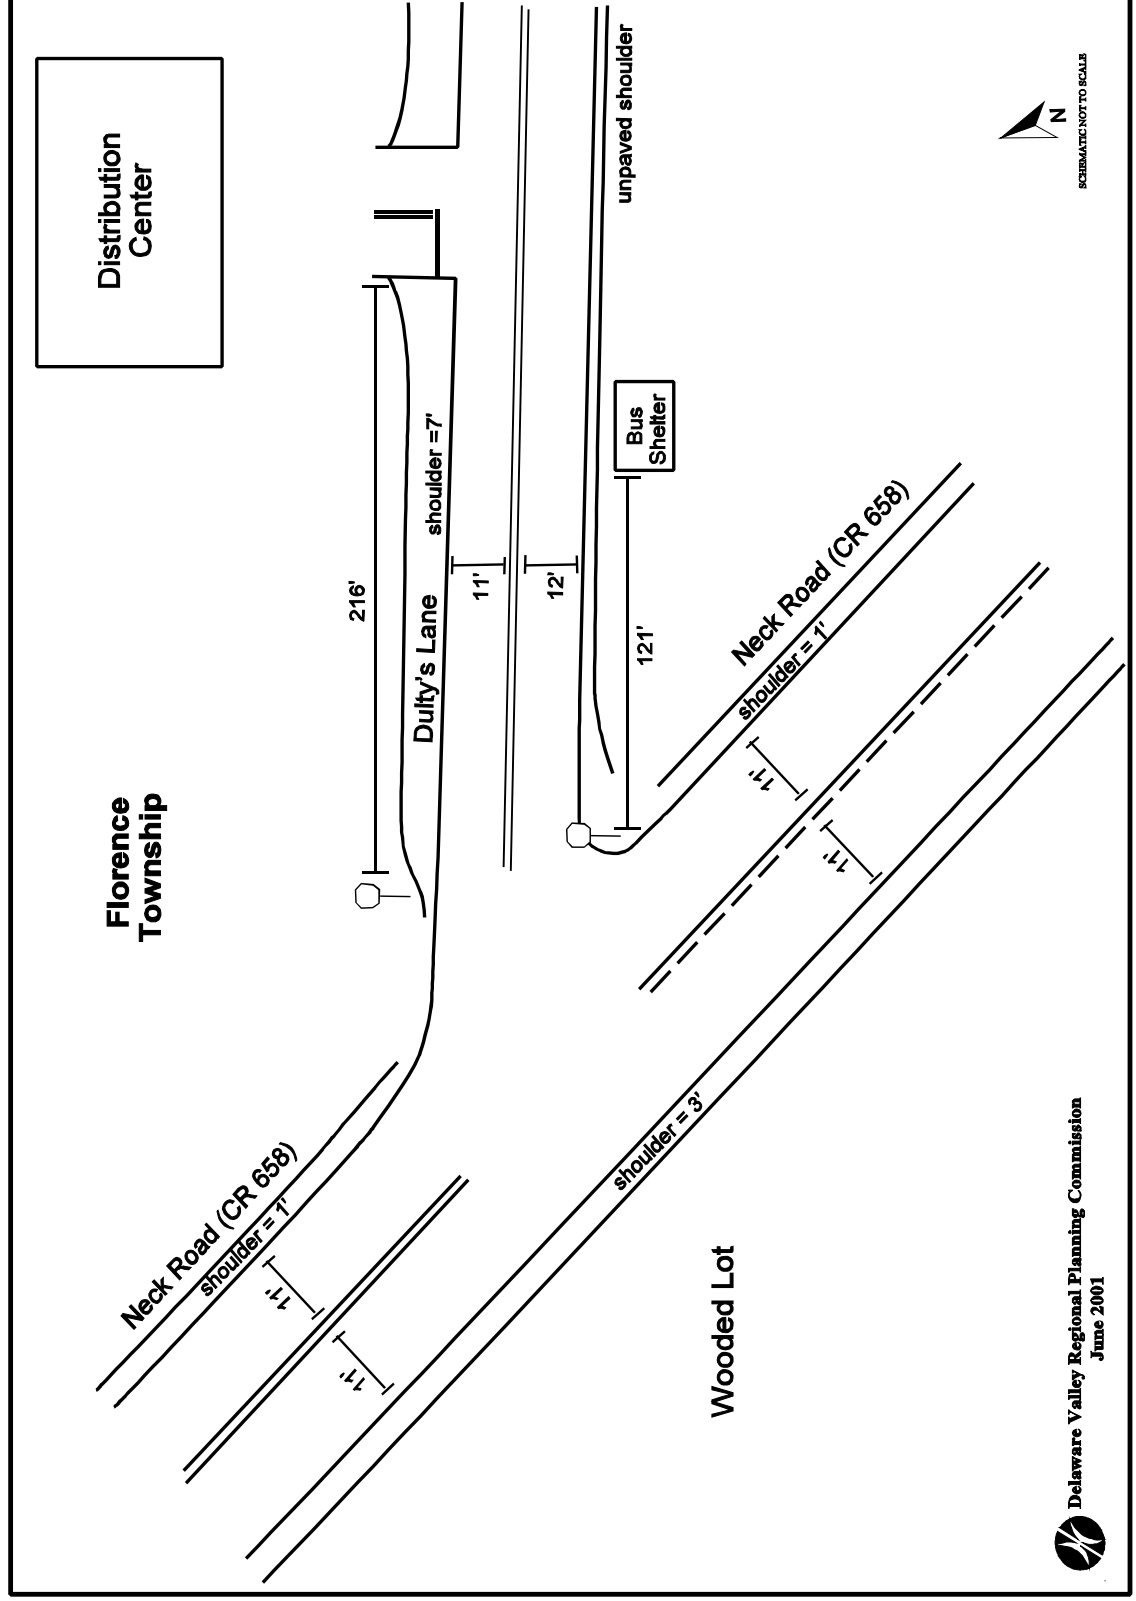 Distribution
Center
Florence
Township
216'
Dulty's Lane
shoulder =7'
11'
12'
unpaved shoulder
Bus
Shelter
121'
Neck Road (CR 658)
shoulder = 1'
11'
11'
Neck Road (CR 658)
shoulder = 1'
11'
11'
shoulder = 3'
Wooded Lot
N
SCHEMATIC NOT TO SCALE
Delaware Valley Regional Planning Commission
June 2001